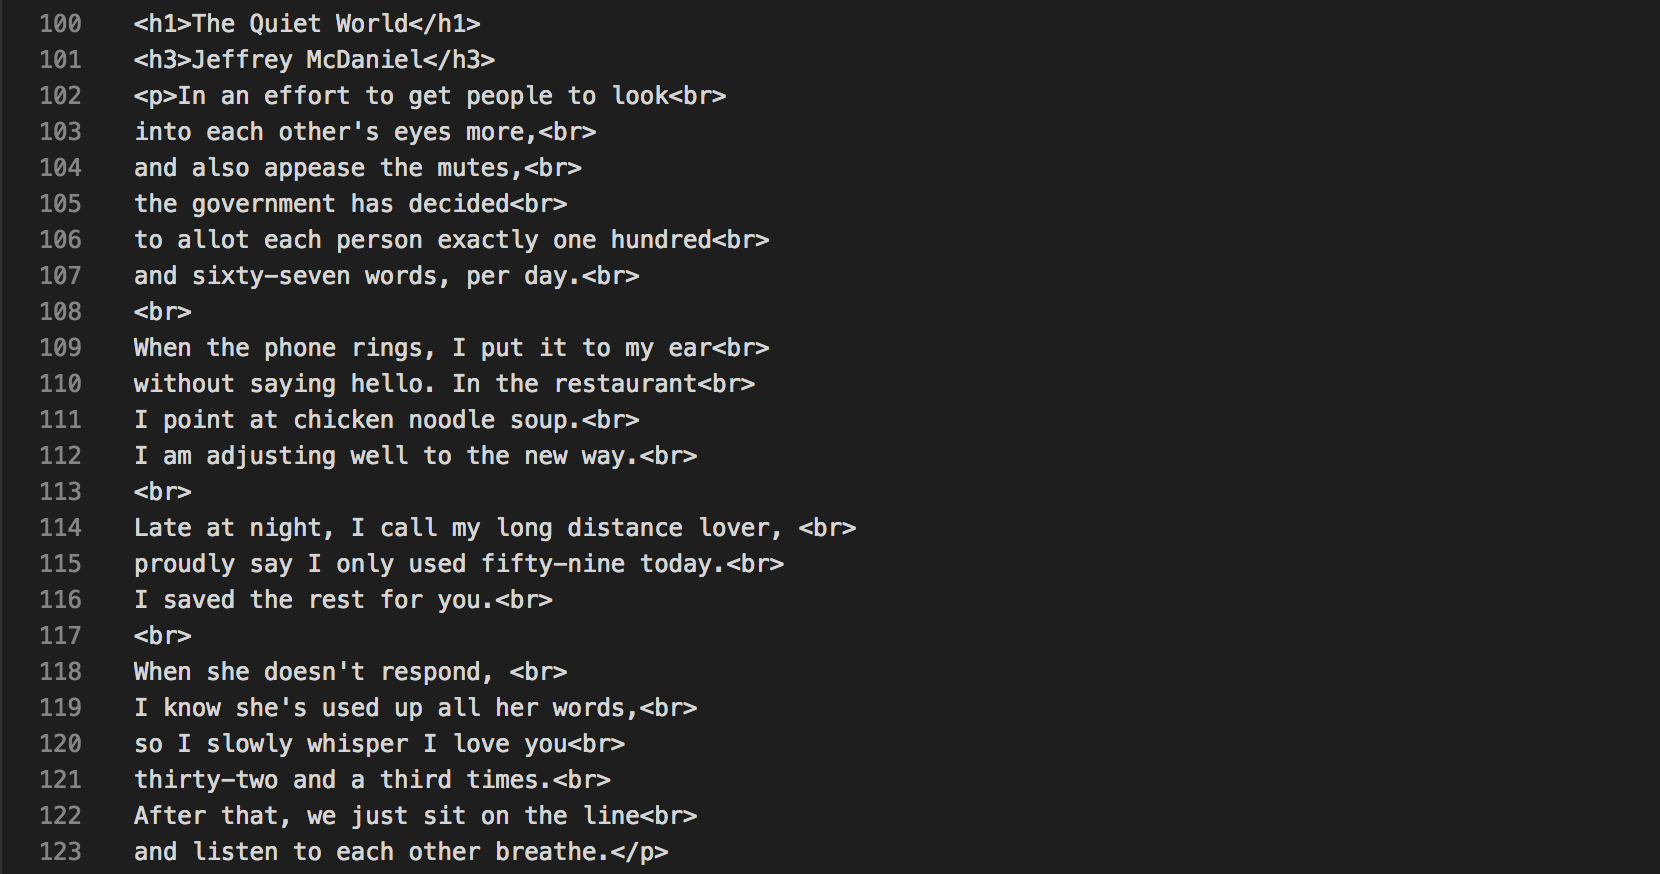 100 <h1>The Quiet World</h1>
101 <h3>Jeffrey McDaniel</h3>
102 <p>In an effort to get people to look<br>
103 into each other's eyes more,<br>
104 and also appease the mutes,<br>
105 the government has decided<br>
106 to allot each person exactly one hundred<br>
107 and sixty-seven words, per day.<br>
108 <br>
109 When the phone rings, I put it to my ear<br>
110 without saying hello. In the restaurant<br>
111 I point at chicken noodle soup.<br>
112 I am adjusting well to the new way.<br>
113 <br>
114 Late at night, I call my long distance lover, <br>
115 proudly say I only used fifty-nine today.<br>
116 I saved the rest for you.<br>
117 <br>
118 When she doesn't respond, <br>
119 I know she's used up all her words,<br>
120 so I slowly whisper I love you<br>
121 thirty-two and a third times.<br>
122 After that, we just sit on the line<br>
123 and listen to each other breathe.</p>